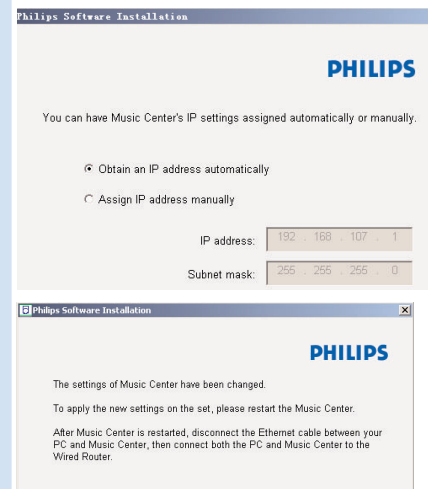 Philips Software Installation
PHILIPS
You can have Music Center's IP settings assigned automatically or manually.
Obtain an IP address automatically
Assign IP address manually
IP address: 192 . 168 . 107 . 1
Subnet mask: 255 . 255 . 255 . 0
Philips Software Installation
PHILIPS
The settings of Music Center have been changed.
To apply the new settings on the set, please restart the Music Center.
After Music Center is restarted, disconnect the Ethernet cable between your
PC and Music Center, then connect both the PC and Music Center to the
Wired Router.